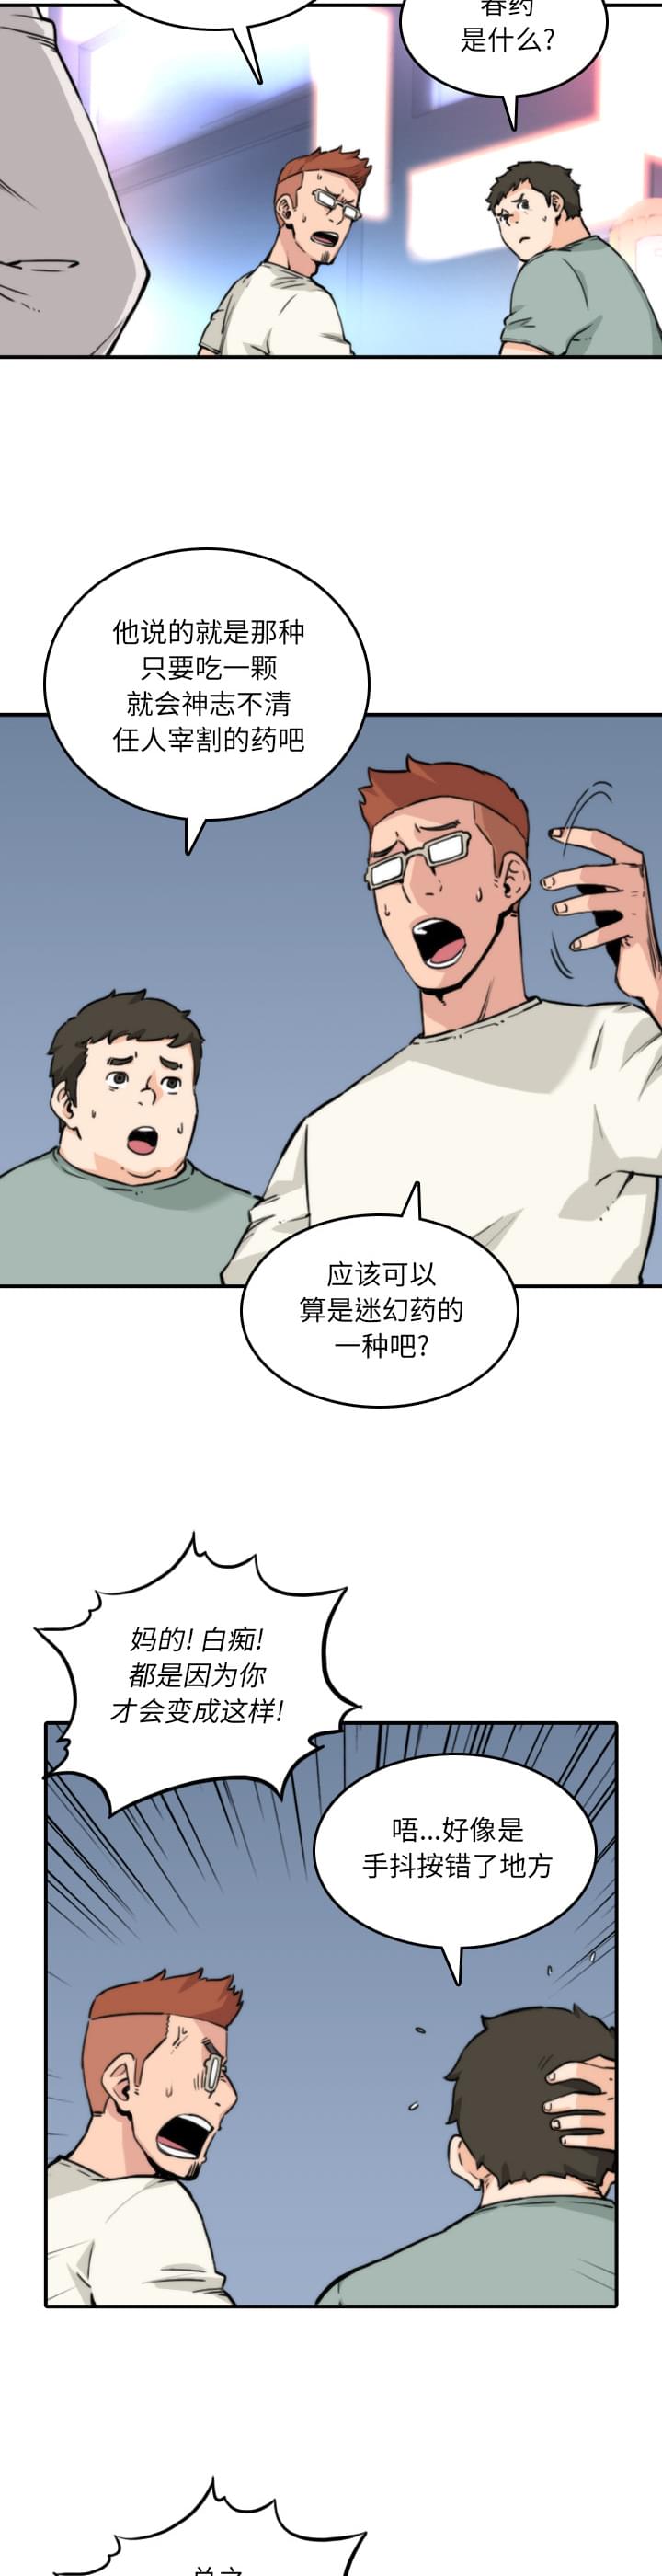 春药
是什么?
他说的就是那种
只要吃一颗
就会神志不清
任人宰割的药吧
应该可以
算是迷幻药的
一种吧?
妈的! 白痴!
都是因为你
才会变成这样!
唔...好像是
手抖按错了地方